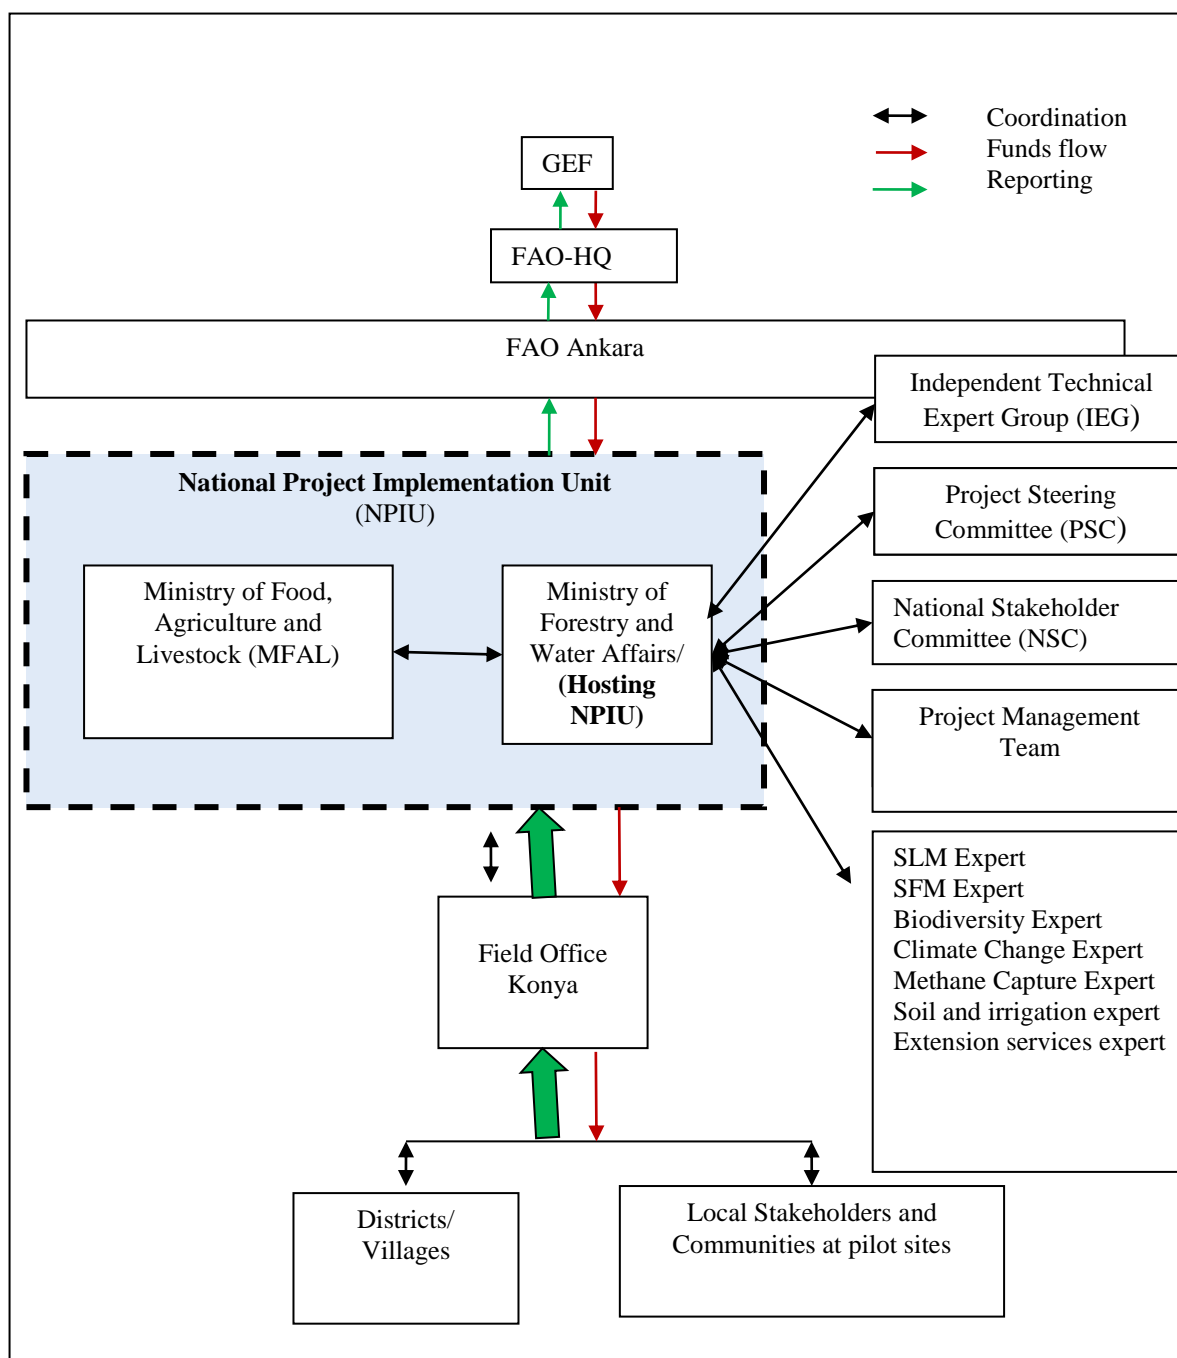 Coordination
Funds flow
Reporting
GEF
FAO-HQ
FAO Ankara
Independent Technical
Expert Group (IEG)
National Project Implementation Unit
(NPIU)
Project Steering
Committee (PSC)
Ministry of Food,
Agriculture and
Livestock (MFAL)
Ministry of
Forestry and
Water Affairs/
(Hosting
NPIU)
National Stakeholder
Committee (NSC)
Project Management
Team
SLM Expert
SFM Expert
Biodiversity Expert
Climate Change Expert
Methane Capture Expert
Soil and irrigation expert
Extension services expert
Field Office
Konya
Districts/
Villages
Local Stakeholders and
Communities at pilot sites